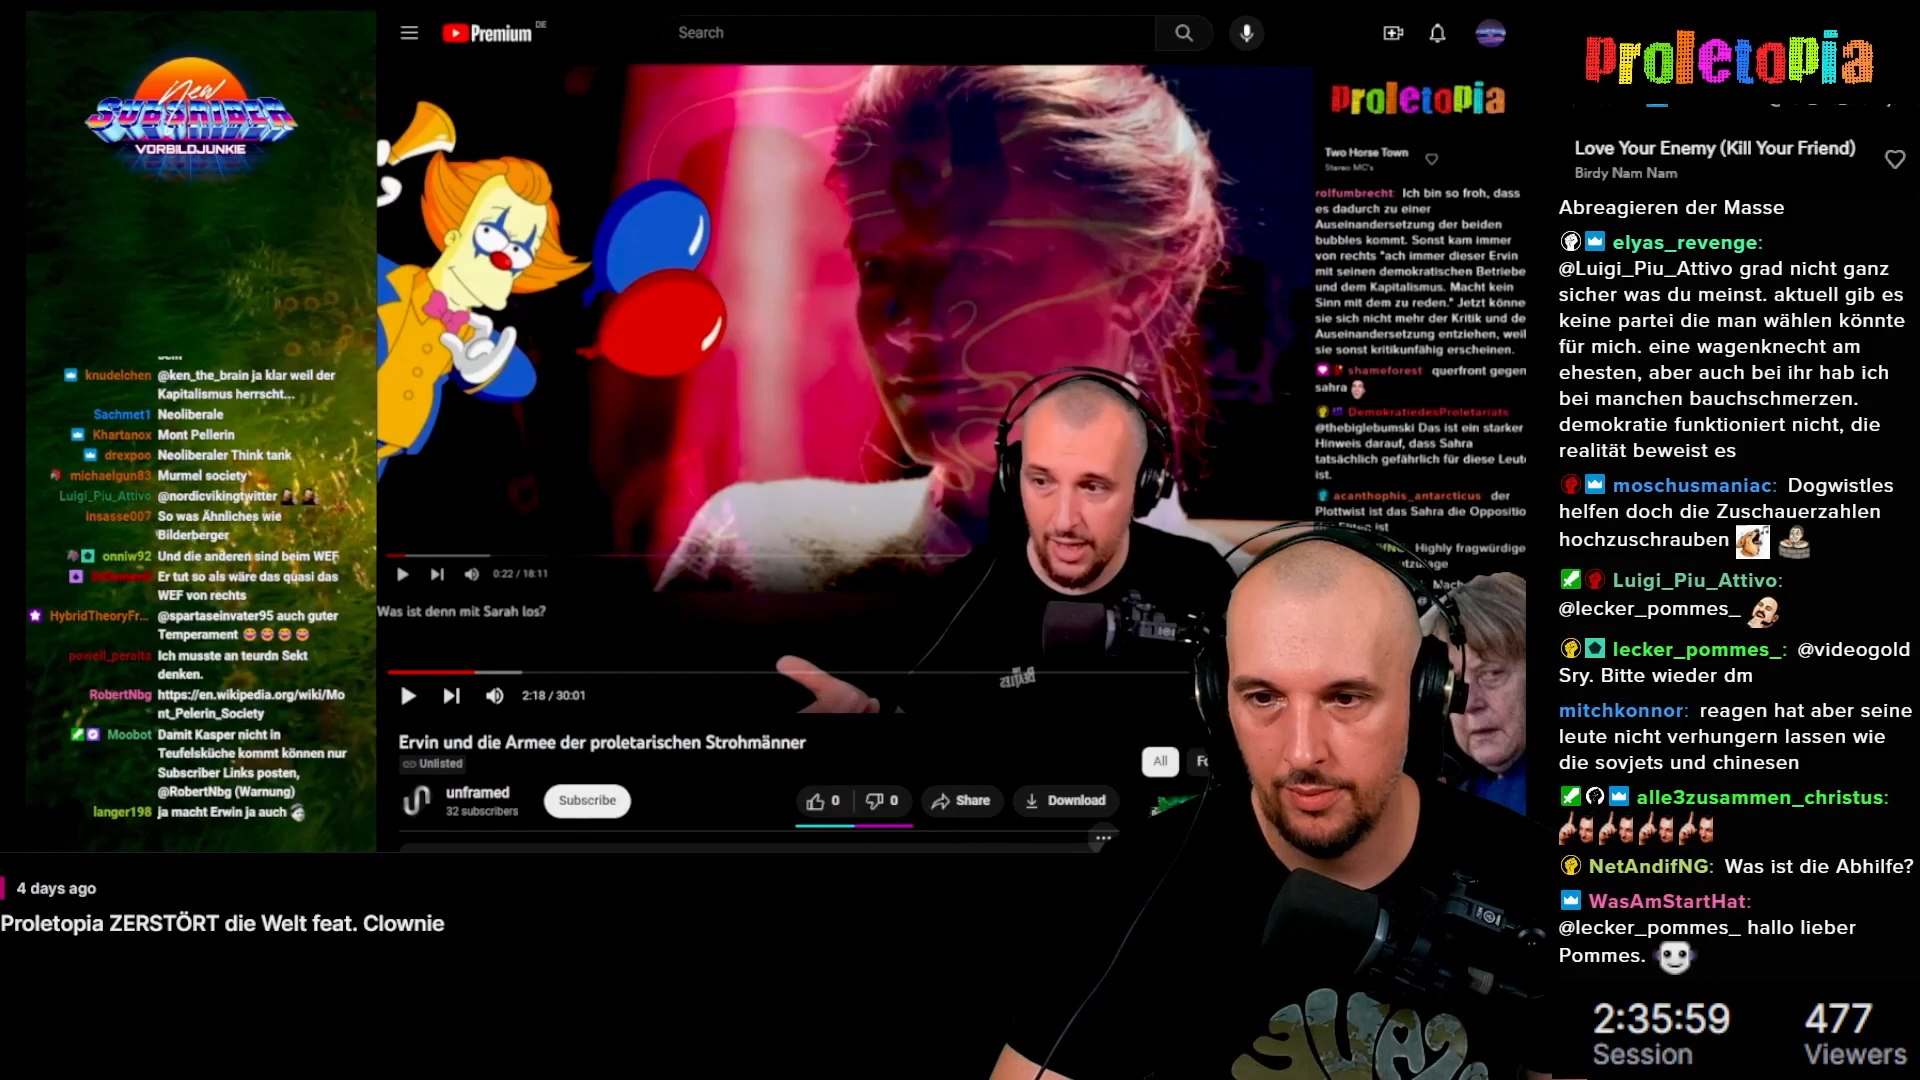 New
SUBSRIBER
VORBILDJUNKIE
knudelchen @ken_the_brain ja klar weil der
Kapitalismus herrscht...
Sachmet1 Neoliberale
Khartanox Mont Pellerin
drexpoo Neoliberaler Think tank
michaelgun83 Murmel society
Luigi_Piu_Attivo @nordicvikingtwitter
insasse007 So was Ähnliches wie
Bilderberger
onniw92 Und die anderen sind beim WEF
Er tut so als wäre das quasi das
WEF von rechts
HybridTheoryFr... @spartaseinvater95 auch guter
Temperament
powell_peralta Ich musste an teurdn Sekt
denken.
RobertNbg https://en.wikipedia.org/wiki/Mo
nt_Pelerin_Society
Moobot Damit Kasper nicht in
Teufelsküche kommt können nur
Subscriber Links posten,
@RobertNbg (Warnung)
langer198 ja macht Erwin ja auch
Premium DE
Search
0:22 / 18:11
Was ist denn mit Sarah los?
2:18 / 30:01
Ervin und die Armee der proletarischen Strohmänner
Unlisted
unframed
32 subscribers
Subscribe
0
0
Share
Download
All
4 days ago
Proletopia ZERSTÖRT die Welt feat. Clownie
Proletopia
Two Horse Town
Stereo MC's
rolfumbrecht: Ich bin so froh, dass
es dadurch zu einer
Auseinandersetzung der beiden
bubbles kommt. Sonst kam immer
von rechts "ach immer dieser Ervin
mit seinen demokratischen Betriebe
und dem Kapitalismus. Macht kein
Sinn mit dem zu reden." Jetzt könne
sie sich nicht mehr der Kritik und de
Auseinandersetzung entziehen, weil
sie sonst kritikunfähig erscheinen.
shameforest querfront gegen
sahra
DemokratiedesProletariats
@thebiglebumski Das ist ein starker
Hinweis darauf, dass Sahra
tatsächlich gefährlich für diese Leute
ist.
acanthophis_antarcticus der
Plottwist ist das Sahra die Oppositio
Highly fragwürdige
Proletopia
Love Your Enemy (Kill Your Friend)
Birdy Nam Nam
Abreagieren der Masse
elyas_revenge:
@Luigi_Piu_Attivo grad nicht ganz
sicher was du meinst. aktuell gib es
keine partei die man wählen könnte
für mich. eine wagenknecht am
ehesten, aber auch bei ihr hab ich
bei manchen bauchschmerzen.
demokratie funktioniert nicht, die
realität beweist es
moschusmaniac: Dogwistles
helfen doch die Zuschauerzahlen
hochzuschrauben
Luigi_Piu_Attivo:
@lecker_pommes_
lecker_pommes_: @videogold
Sry. Bitte wieder dm
mitchkonnor: reagen hat aber seine
leute nicht verhungern lassen wie
die sovjets und chinesen
alle3zusammen_christus:
NetAndifNG: Was ist die Abhilfe?
WasAmStartHat:
@lecker_pommes_ hallo lieber
Pommes.
2:35:59
Session
477
Viewers